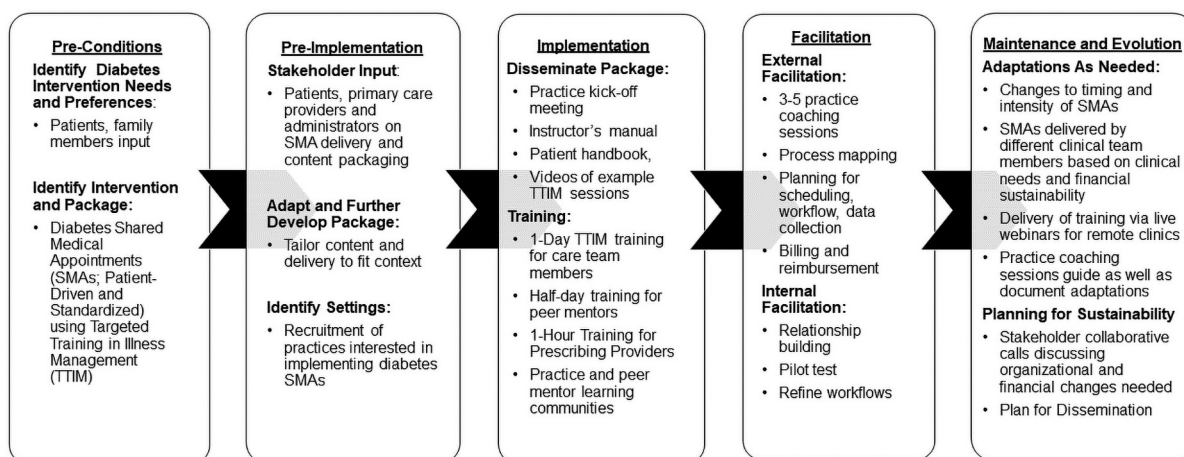 Pre-Conditions
Identify Diabetes
Intervention Needs
and Preferences:
• Patients, family
members input
Identify Intervention
and Package:
• Diabetes Shared
Medical
Appointments
(SMAs; Patient-
Driven and
Standardized)
using Targeted
Training in Illness
Management
(TTIM)
Pre-Implementation
Stakeholder Input:
• Patients, primary care
providers and
administrators on
SMA delivery and
content packaging
Adapt and Further
Develop Package:
• Tailor content and
delivery to fit context
Identify Settings:
• Recruitment of
practices interested in
implementing diabetes
SMAs
Implementation
Disseminate Package:
• Practice kick-off
meeting
• Instructor's manual
• Patient handbook,
• Videos of example
TTIM sessions
Training:
• 1-Day TTIM training
for care team
members
• Half-day training for
peer mentors
• 1-Hour Training for
Prescribing Providers
• Practice and peer
mentor learning
communities
Facilitation
External
Facilitation:
• 3-5 practice
coaching
sessions
• Process mapping
• Planning for
scheduling,
workflow, data
collection
• Billing and
reimbursement
Internal
Facilitation:
• Relationship
building
• Pilot test
• Refine workflows
Maintenance and Evolution
Adaptations As Needed:
• Changes to timing and
intensity of SMAs
• SMAs delivered by
different clinical team
members based on clinical
needs and financial
sustainability
• Delivery of training via live
webinars for remote clinics
• Practice coaching
sessions guide as well as
document adaptations
Planning for Sustainability
• Stakeholder collaborative
calls discussing
organizational and
financial changes needed
• Plan for Dissemination